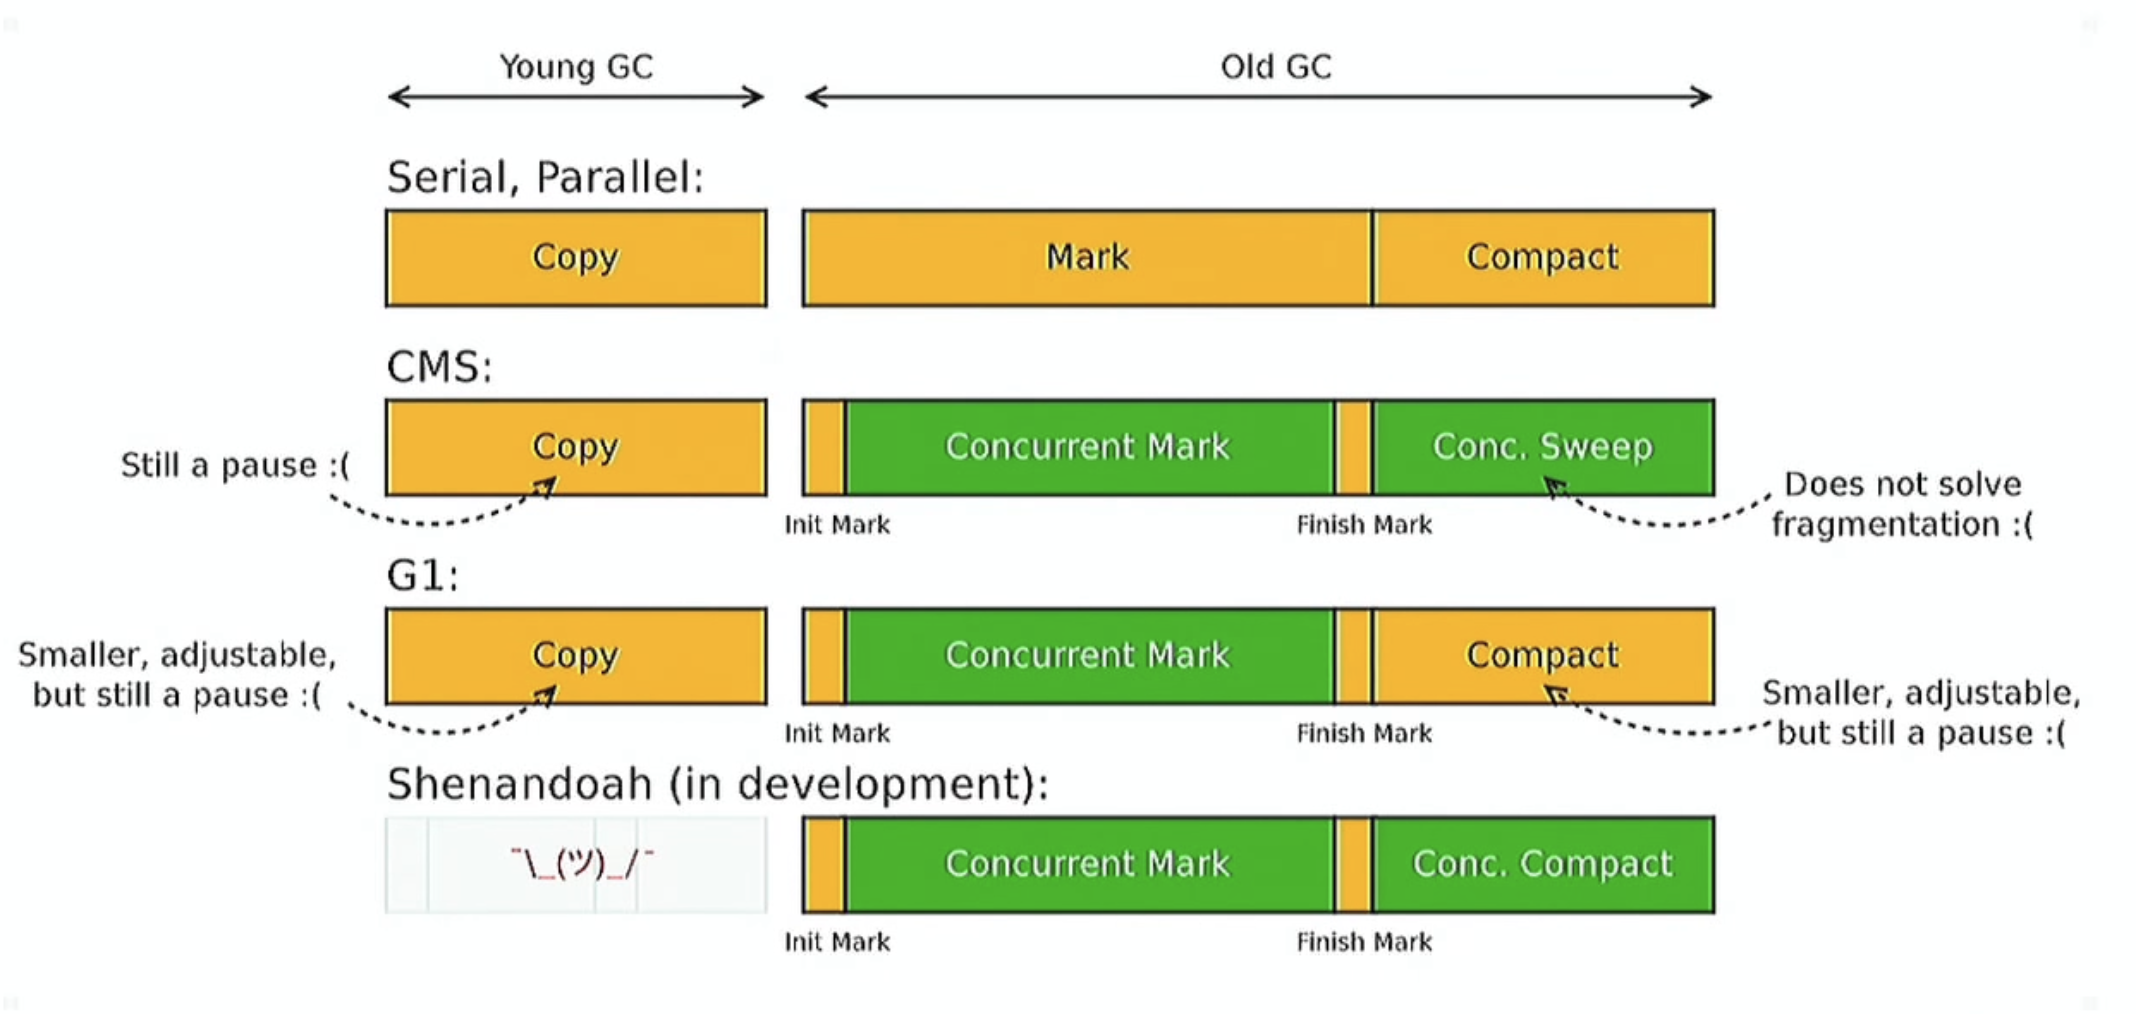 Young GC
Old GC
Serial, Parallel:
Copy
Mark
Compact
CMS:
Still a pause :(
Copy
Concurrent Mark
Conc. Sweep
Does not solve
fragmentation :(
Init Mark
Finish Mark
G1:
Smaller, adjustable,
but still a pause :(
Copy
Concurrent Mark
Compact
Smaller, adjustable,
but still a pause :(
Init Mark
Finish Mark
Shenandoah (in development):
¯\_(ツ)_/¯
Concurrent Mark
Conc. Compact
Init Mark
Finish Mark